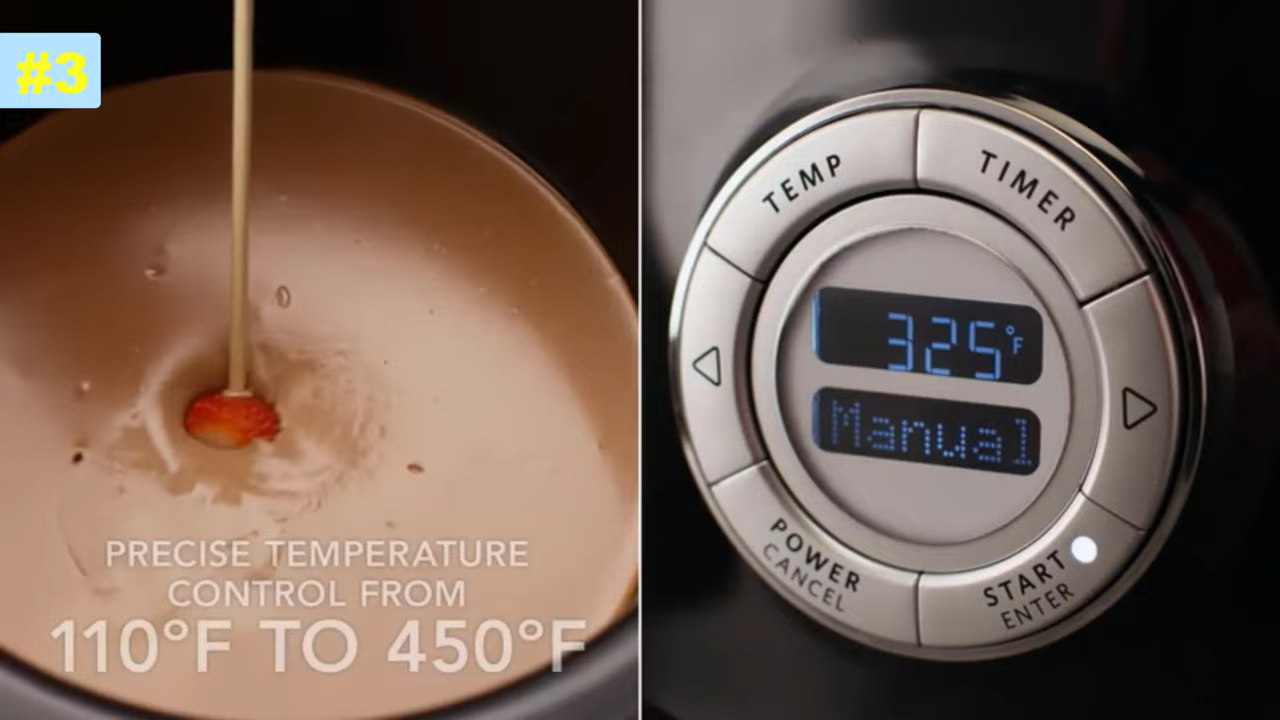 #3
PRECISE TEMPERATURE
CONTROL FROM
110°F TO 450°F
TEMP
TIMER
325°F
Manual
POWER
CANCEL
START
ENTER